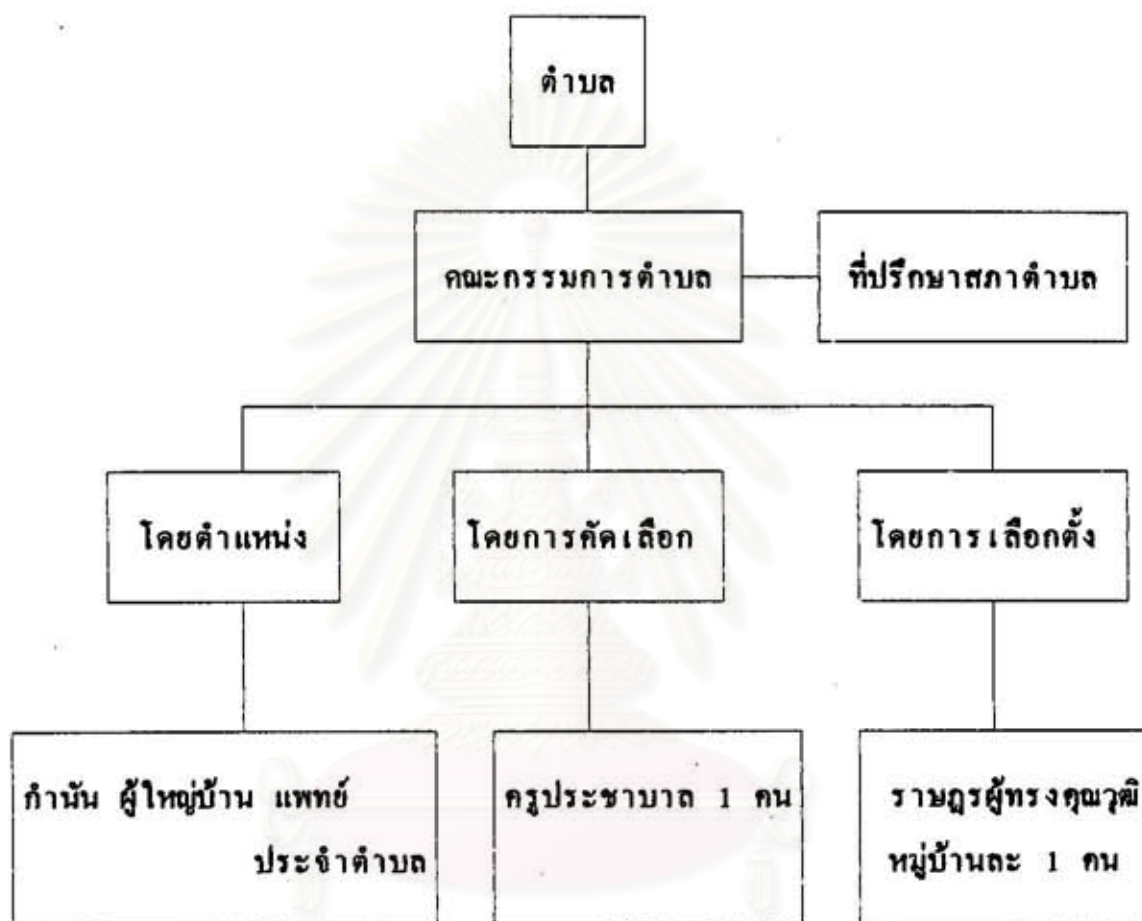 ตำบล
คณะกรรมการตำบล
ที่ปรึกษาสภาตำบล
โดยตำแหน่ง
โดยการคัดเลือก
โดยการเลือกตั้ง
กำนัน ผู้ใหญ่บ้าน แพทย์
ประจำตำบล
ครูประชาบาล 1 คน
ราษฎรผู้ทรงคุณวุฒิ
หมู่บ้านละ 1 คน